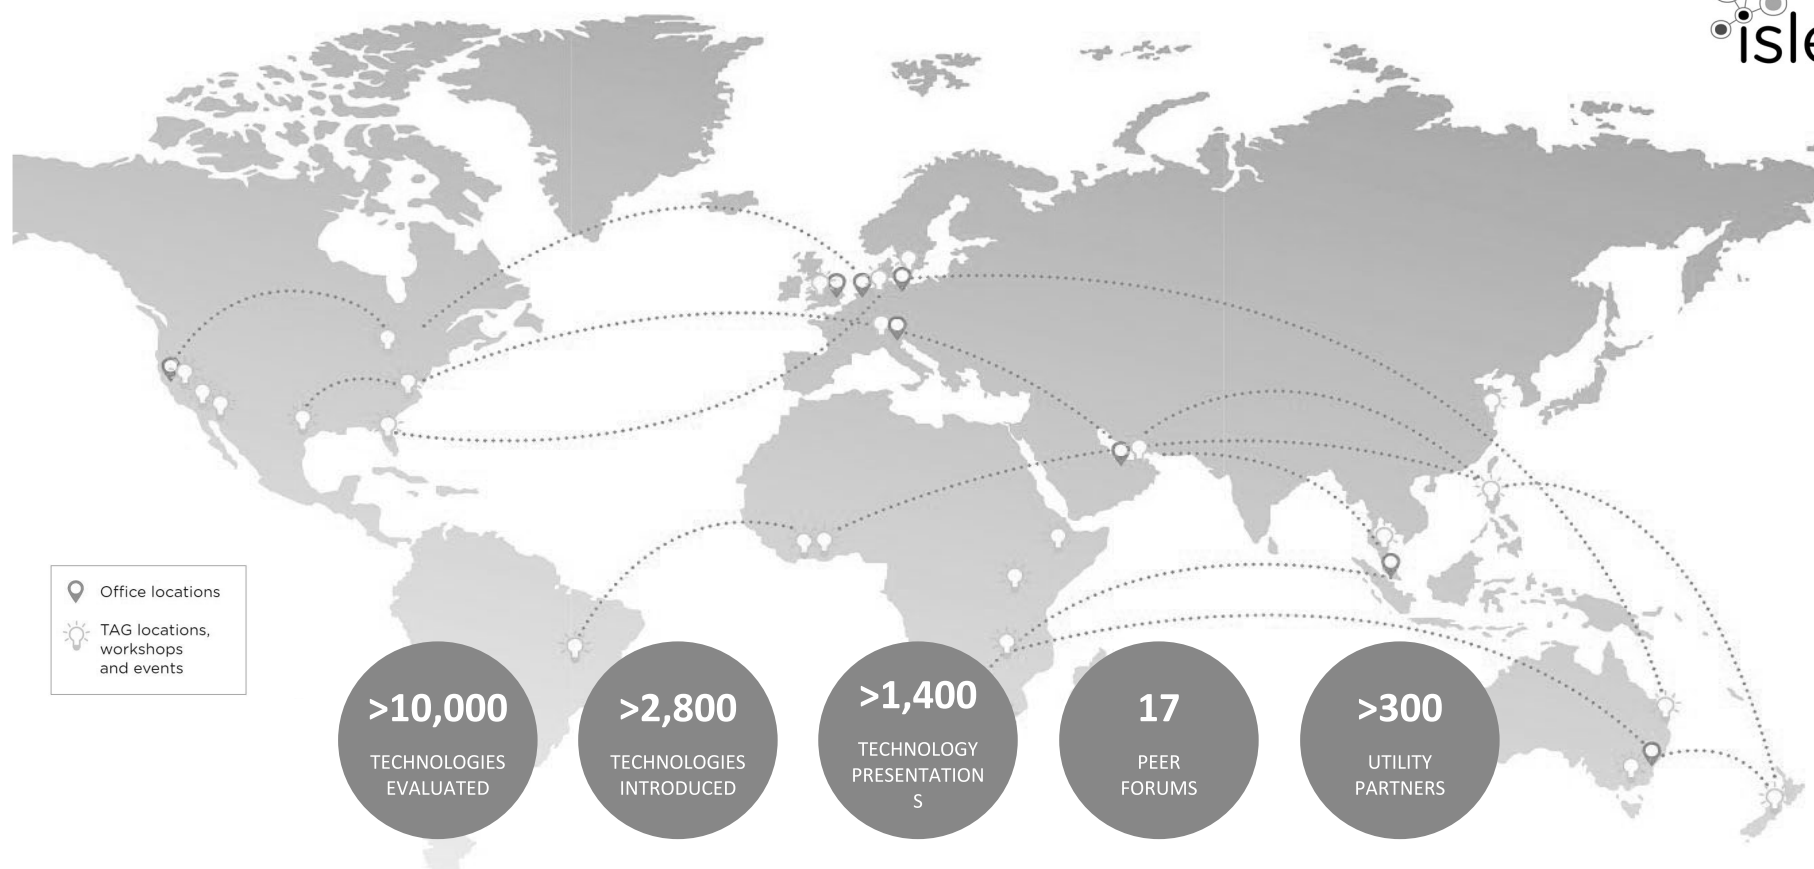 isle
Office locations
TAG locations,
workshops
and events
>10,000
TECHNOLOGIES
EVALUATED
>2,800
TECHNOLOGIES
INTRODUCED
>1,400
TECHNOLOGY
PRESENTATION
S
17
PEER
FORUMS
>300
UTILITY
PARTNERS